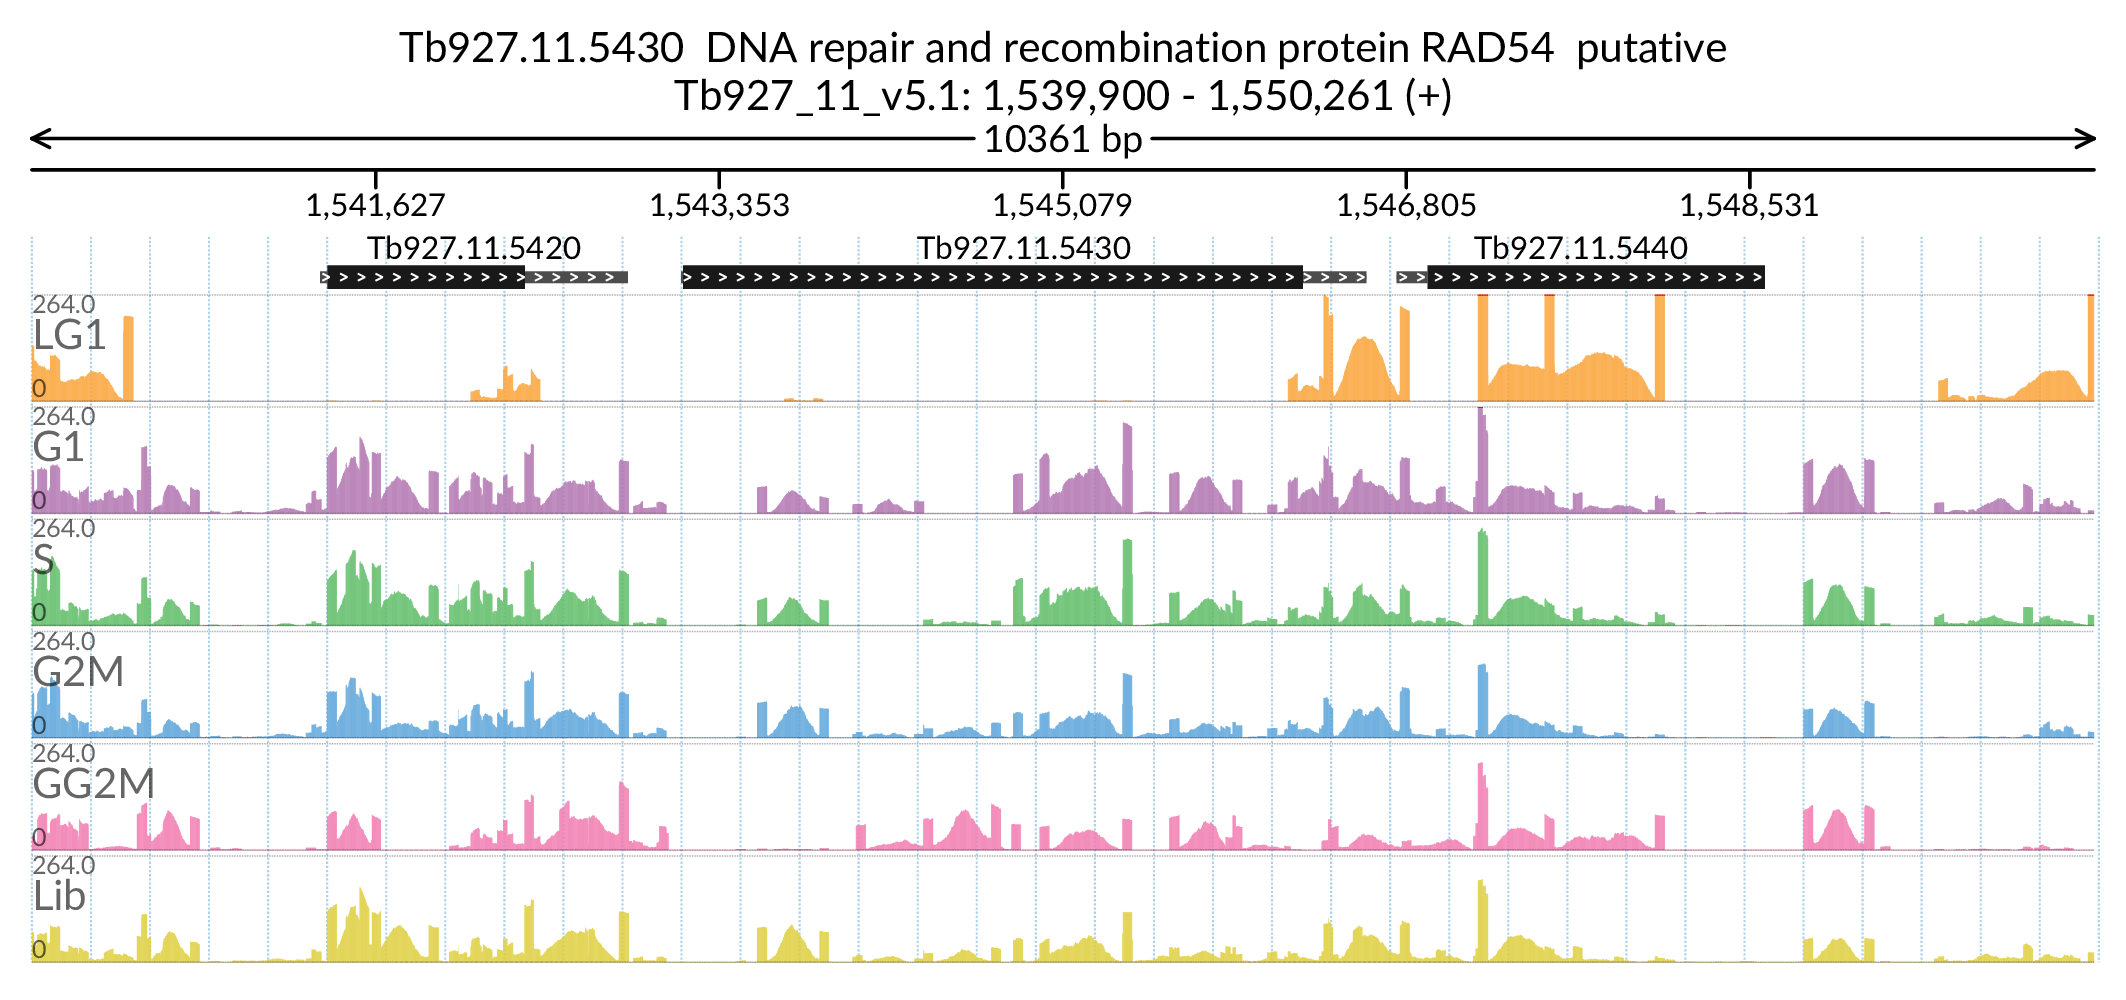 Tb927.11.5430  DNA repair and recombination protein RAD54  putative
Tb927_11_v5.1: 1,539,900 - 1,550,261 (+)
10361 bp
1,541,627 1,543,353 1,545,079 1,546,805 1,548,531
Tb927.11.5420 Tb927.11.5430 Tb927.11.5440
264.0
LG1
0
264.0
G1
0
264.0
S
0
264.0
G2M
0
264.0
GG2M
0
264.0
Lib
0